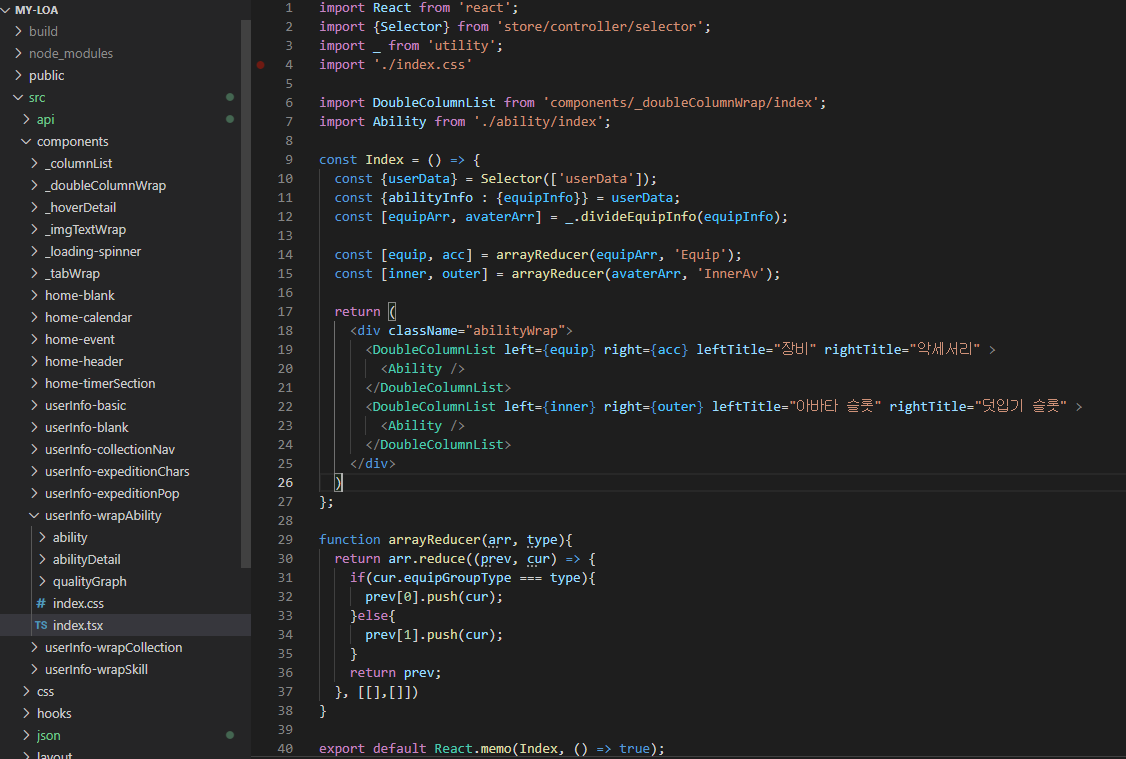 MY-LOA
build
node_modules
public
src
api
components
_columnList
_doubleColumnWrap
_hoverDetail
_imgTextWrap
_loading-spinner
_tabWrap
home-blank
home-calendar
home-event
home-header
home-timerSection
userInfo-basic
userInfo-blank
userInfo-collectionNav
userInfo-expeditionChars
userInfo-expeditionPop
userInfo-wrapAbility
ability
abilityDetail
qualityGraph
# index.css
TS index.tsx
userInfo-wrapCollection
userInfo-wrapSkill
css
hooks
json
layout
1 import React from 'react';
2 import {Selector} from 'store/controller/selector';
3 import _ from 'utility';
4 import './index.css'
5
6 import DoubleColumnList from 'components/_doubleColumnWrap/index';
7 import Ability from './ability/index';
8
9 const Index = () => {
10 const {userData} = Selector(['userData']);
11 const {abilityInfo : {equipInfo}} = userData;
12 const [equipArr, avaterArr] = _.divideEquipInfo(equipInfo);
13
14 const [equip, acc] = arrayReducer(equipArr, 'Equip');
15 const [inner, outer] = arrayReducer(avaterArr, 'InnerAv');
16
17 return (
18 <div className="abilityWrap">
19 <DoubleColumnList left={equip} right={acc} leftTitle="장비" rightTitle="악세서리" >
20 <Ability />
21 </DoubleColumnList>
22 <DoubleColumnList left={inner} right={outer} leftTitle="아바타 슬롯" rightTitle="덧입기 슬롯" >
23 <Ability />
24 </DoubleColumnList>
25 </div>
26 )
27 };
28
29 function arrayReducer(arr, type){
30 return arr.reduce((prev, cur) => {
31 if(cur.equipGroupType === type){
32 prev[0].push(cur);
33 }else{
34 prev[1].push(cur);
35 }
36 return prev;
37 }, [[],[]])
38 }
39
40 export default React.memo(Index, () => true);